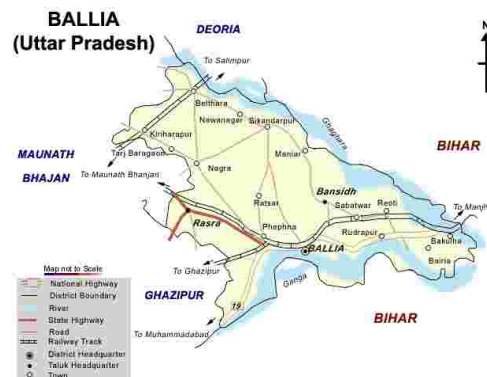 BALLIA
(Uttar Pradesh)
DEORIA
N
To Salimpur
Belthara
Nawanagar
Sikandarpur
Ghaghara
Kiriharapur
Tarj Baragaon
Maniar
BIHAR
MAUNATH
BHAJAN
To Maunath Bhanjan
Nagra
Bansidh
Ratsar
Sabatwar
Reoti
To Manjhi
Rasra
Phephna
Rudrapur
Bakulha
BALLIA
Bairia
To Ghazipur
Ganga
GHAZIPUR
19
BIHAR
To Muhammadabad
Map not to Scale
National Highway
District Boundary
River
State Highway
Road
Railway Track
District Headquarter
Taluk Headquarter
Town